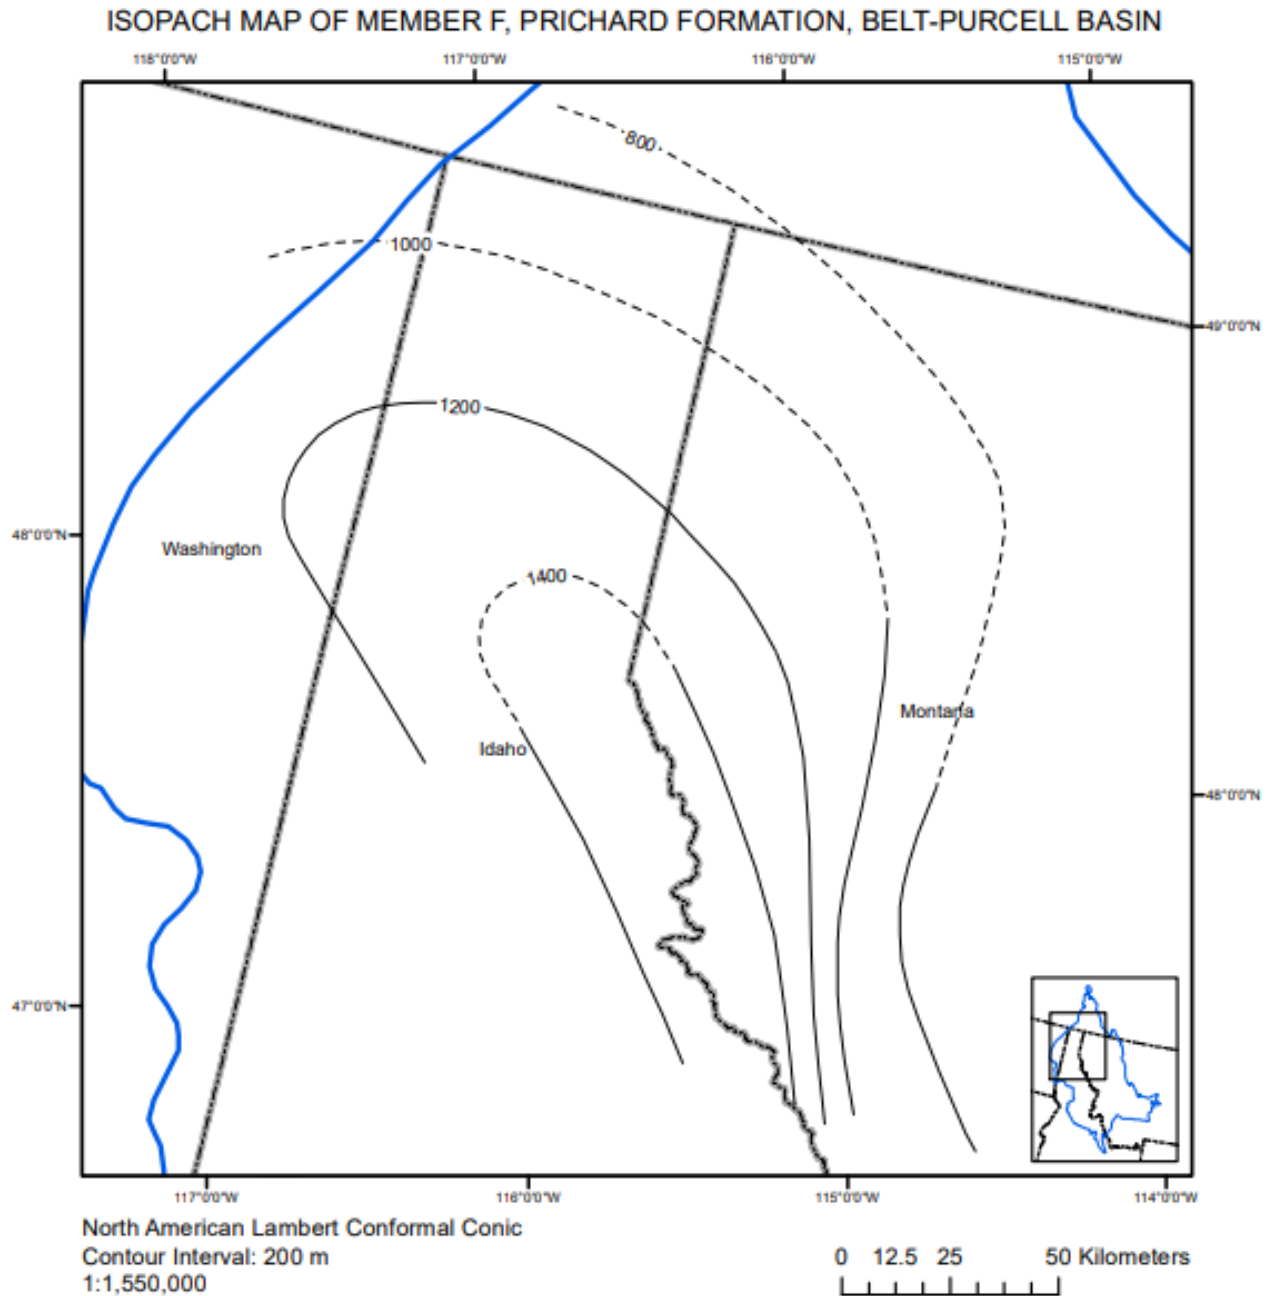 ISOPACH MAP OF MEMBER F, PRICHARD FORMATION, BELT-PURCELL BASIN
118°0'0"W 117°0'0"W 116°0'0"W 115°0'0"W
800
1000
49°0'0"N
1200
48°0'0"N
Washington
1400
Montana
Idaho
48°0'0"N
47°0'0"N
117°0'0"W 116°0'0"W 115°0'0"W 114°0'0"W
North American Lambert Conformal Conic
Contour Interval: 200 m
0 12.5 25 50 Kilometers
1:1,550,000